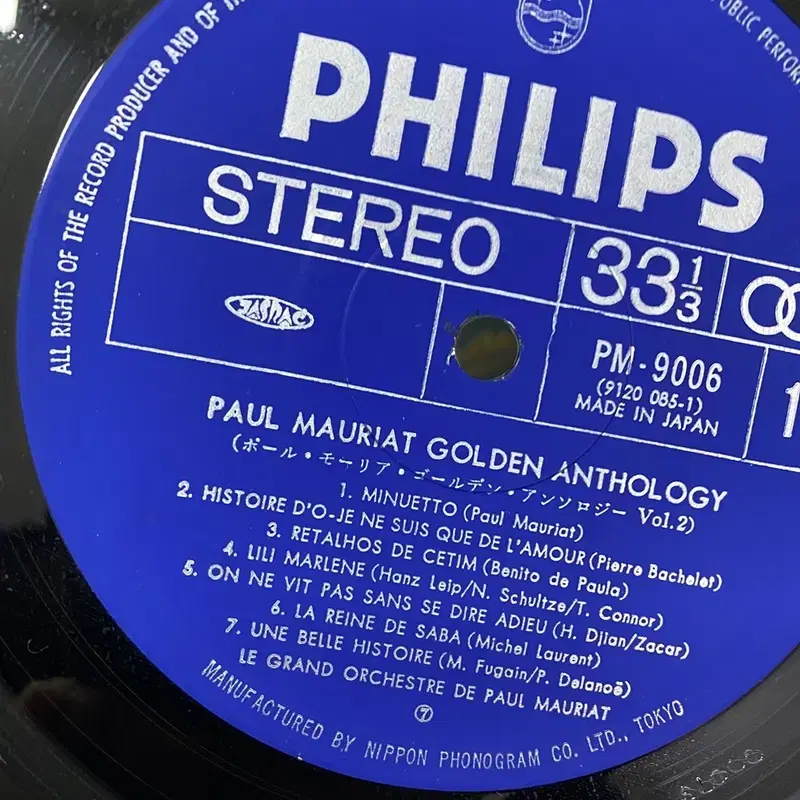 ALL RIGHTS OF THE RECORD PRODUCER AND OF THE
PUBLIC PERFOR
PHILIPS
STEREO
33 1/3
JASRAC
PM-9006
(9120 085-1)
MADE IN JAPAN
1
PAUL MAURIAT GOLDEN ANTHOLOGY
(ポール・モーリア・ゴールデン・アンソロジー Vol.2)
1. MINUETTO (Paul Mauriat)
2. HISTOIRE D'O-JE NE SUIS QUE DE L'AMOUR (Pierre Bachelet)
3. RETALHOS DE CETIM (Benito de Paula)
4. LILI MARLENE (Hanz Leip/N. Schultze/T. Connor)
5. ON NE VIT PAS SANS SE DIRE ADIEU (H. Djian/Zacar)
6. LA REINE DE SABA (Michel Laurent)
7. UNE BELLE HISTOIRE (M. Fugain/P. Delanoë)
LE GRAND ORCHESTRE DE PAUL MAURIAT
⑦
MANUFACTURED BY NIPPON PHONOGRAM CO. LTD., TOKYO